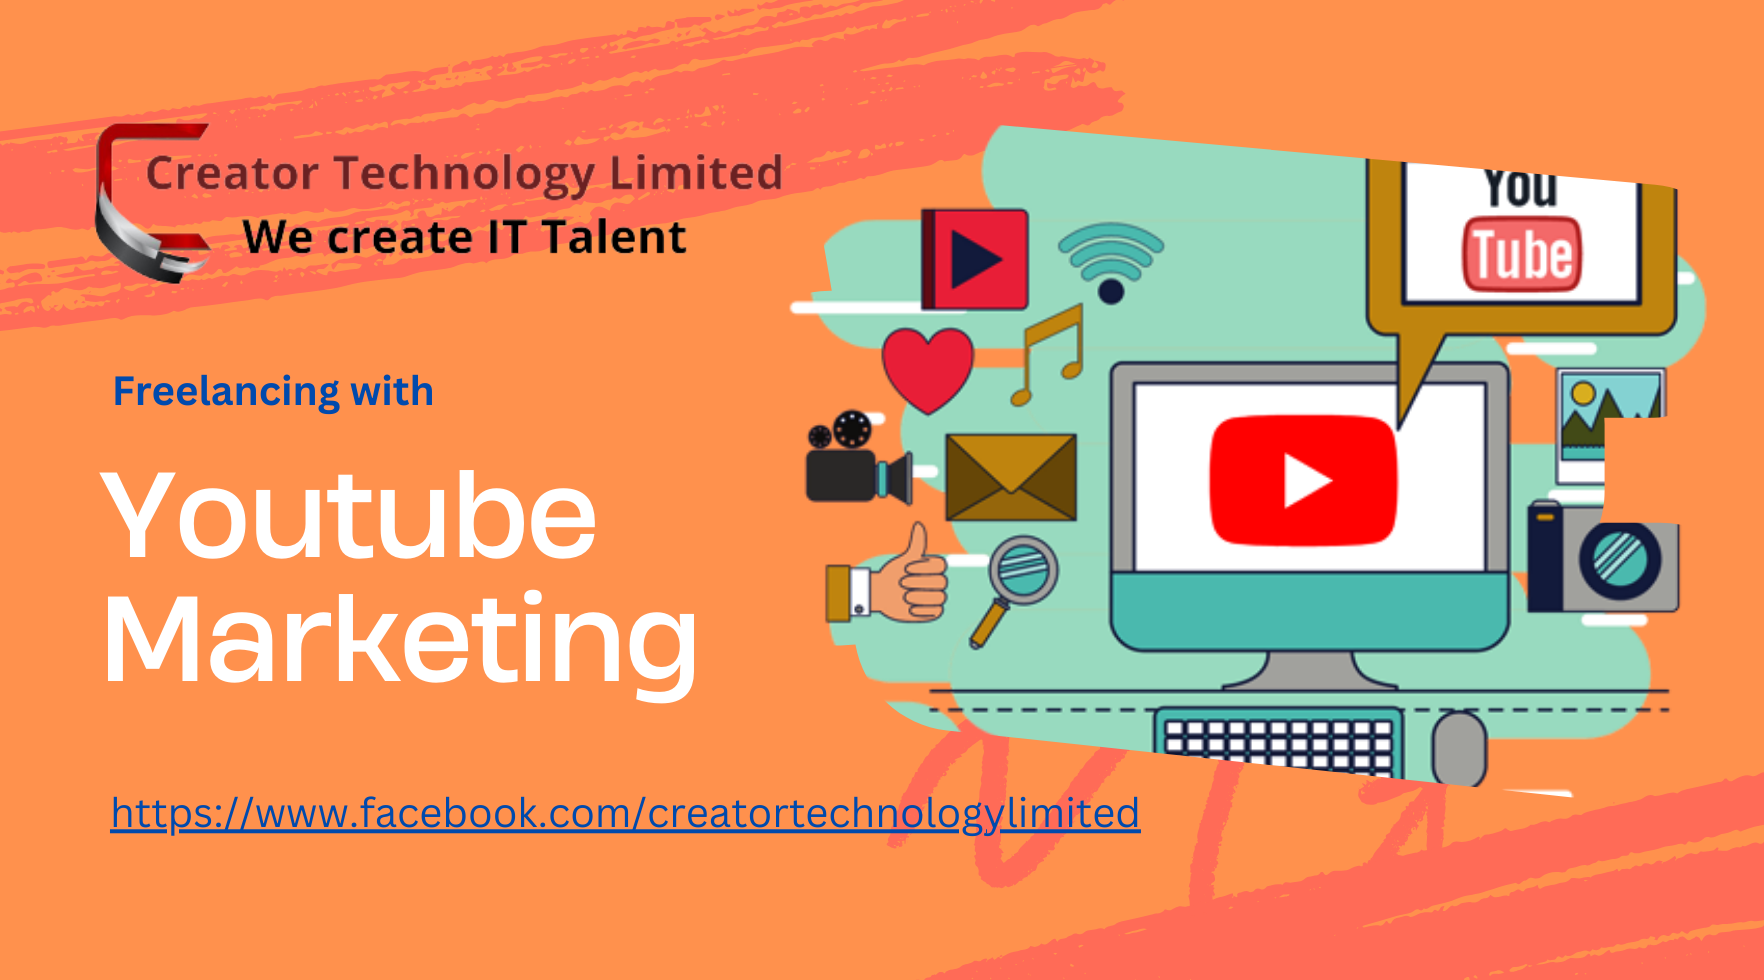 Creator Technology Limited
We create IT Talent
Freelancing with
Youtube
Marketing
https://www.facebook.com/creatortechnologylimited
You
Tube